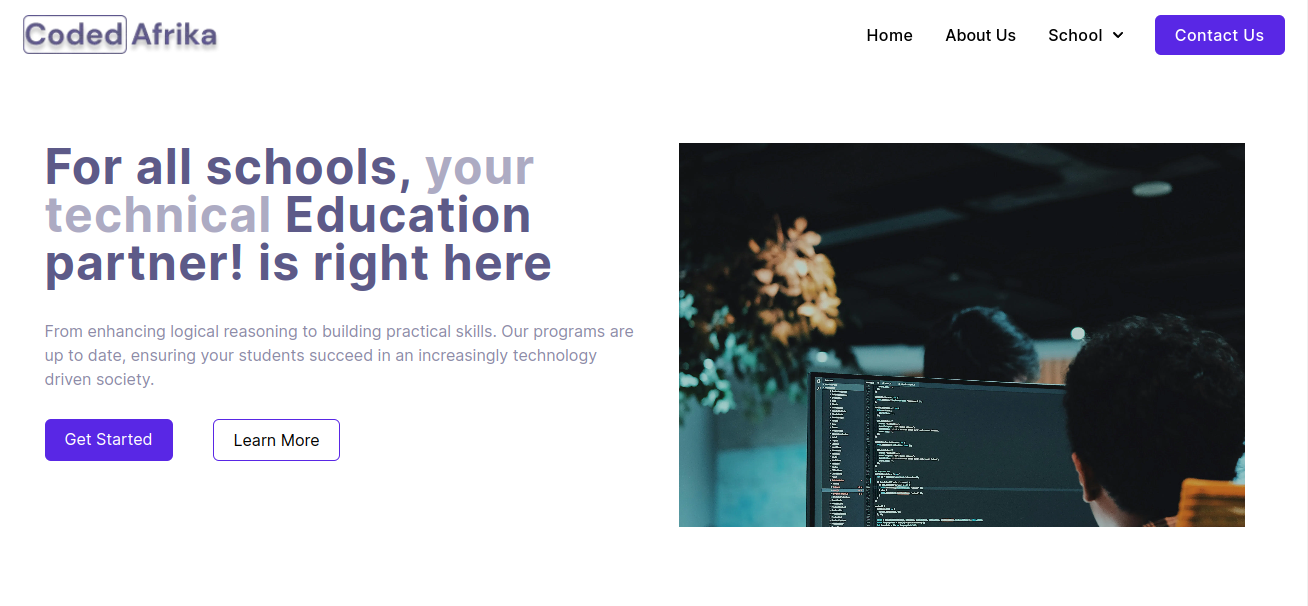 Coded Afrika
Home About Us School Contact Us
For all schools, your
technical Education
partner! is right here
From enhancing logical reasoning to building practical skills. Our programs are
up to date, ensuring your students succeed in an increasingly technology
driven society.
Get Started Learn More